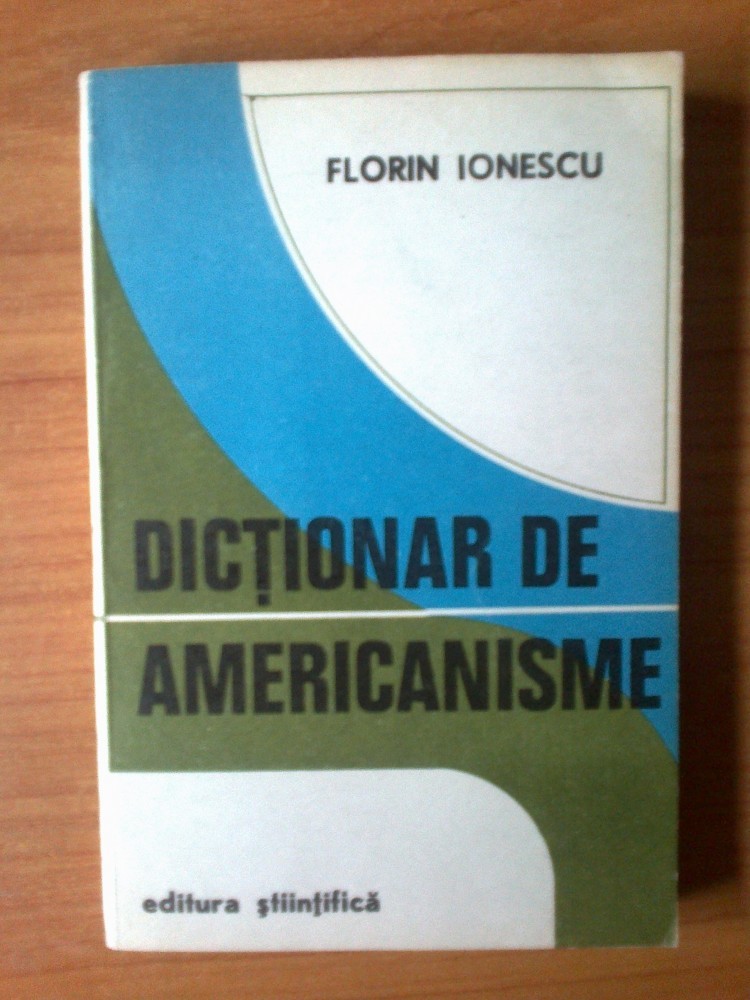 FLORIN IONESCU
DICȚIONAR DE
AMERICANISME
editura științifică